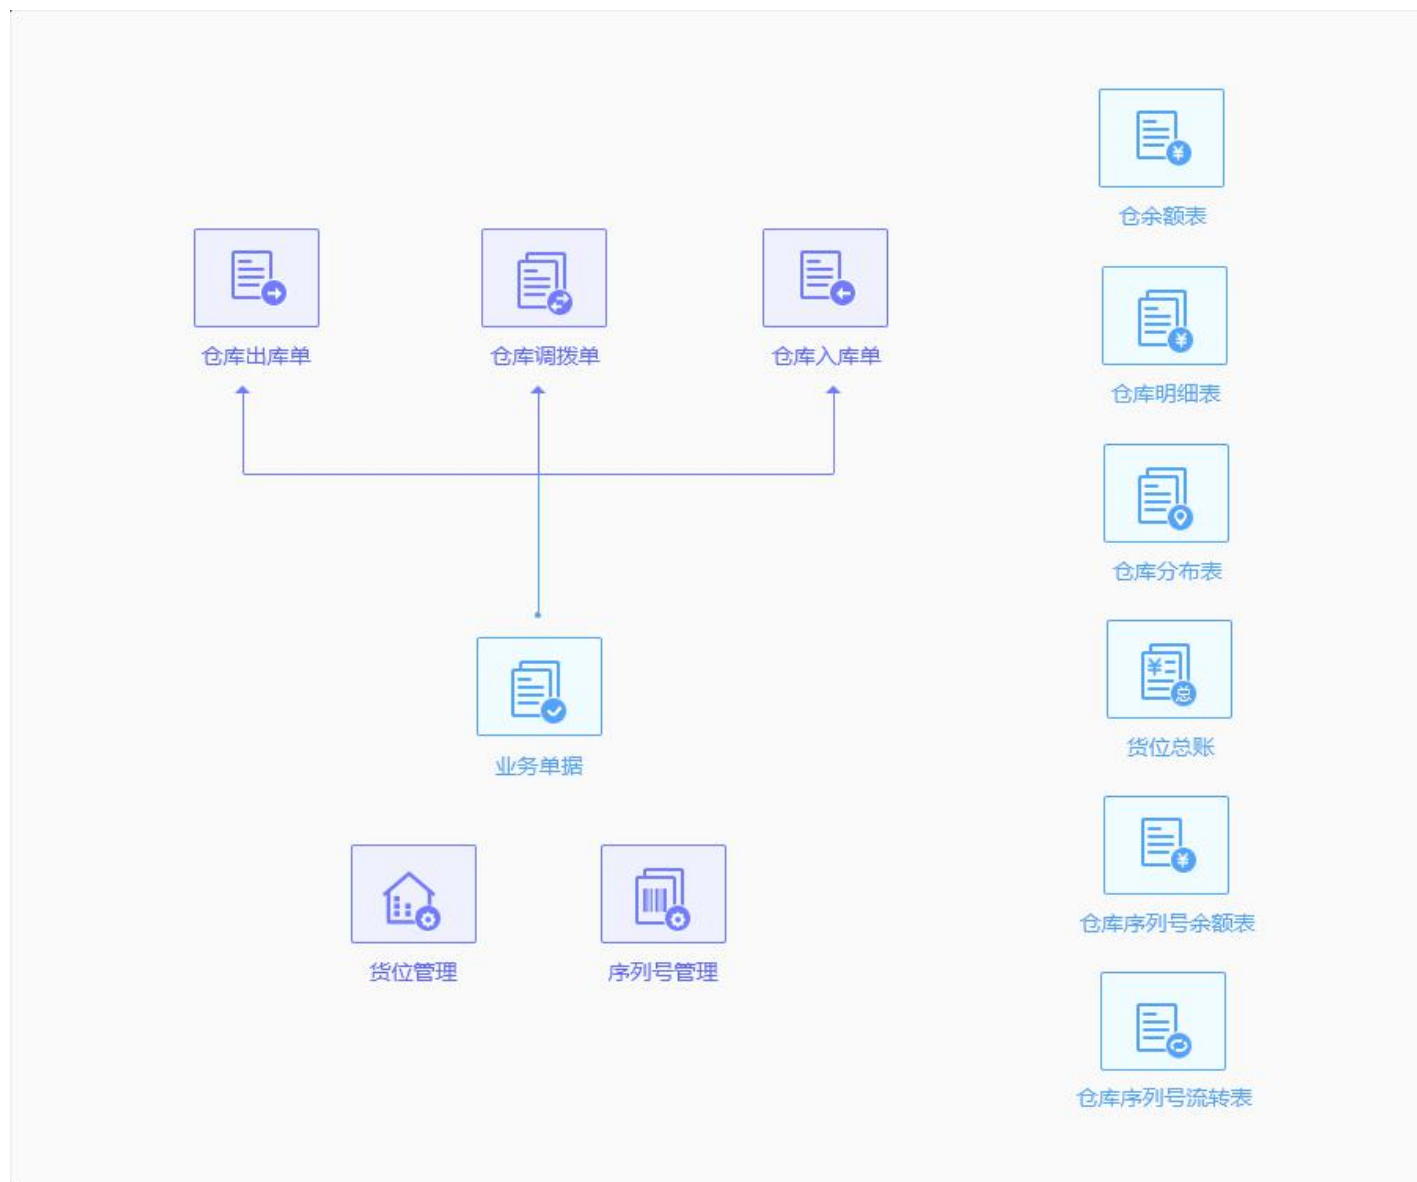 仓库出库单
仓库调拨单
仓库入库单
业务单据
货位管理
序列号管理
¥
仓余额表
¥
仓库明细表
仓库分布表
¥
总
货位总账
¥
仓库序列号余额表
仓库序列号流转表